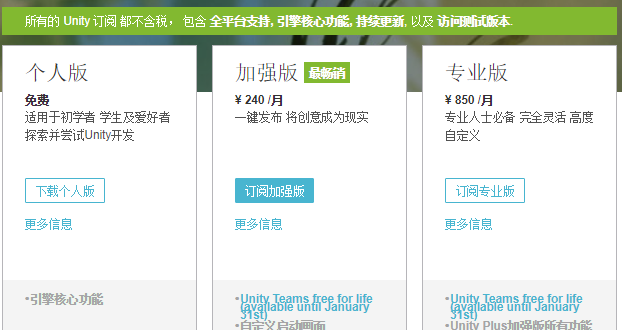 所有的 Unity 订阅 都不含税， 包含 全平台支持, 引擎核心功能, 持续更新, 以及 访问测试版本.
个人版
免费
适用于初学者 学生及爱好者
探索并尝试Unity开发
下载个人版
更多信息
•引擎核心功能
加强版 最畅销
¥ 240 /月
一键发布 将创意成为现实
订阅加强版
更多信息
•Unity Teams free for life
(available until January
31st)
•自定义启动画面
专业版
¥ 850 /月
专业人士必备 完全灵活 高度
自定义
订阅专业版
更多信息
•Unity Teams free for life
(available until January
31st)
•Unity Plus加强版所有功能